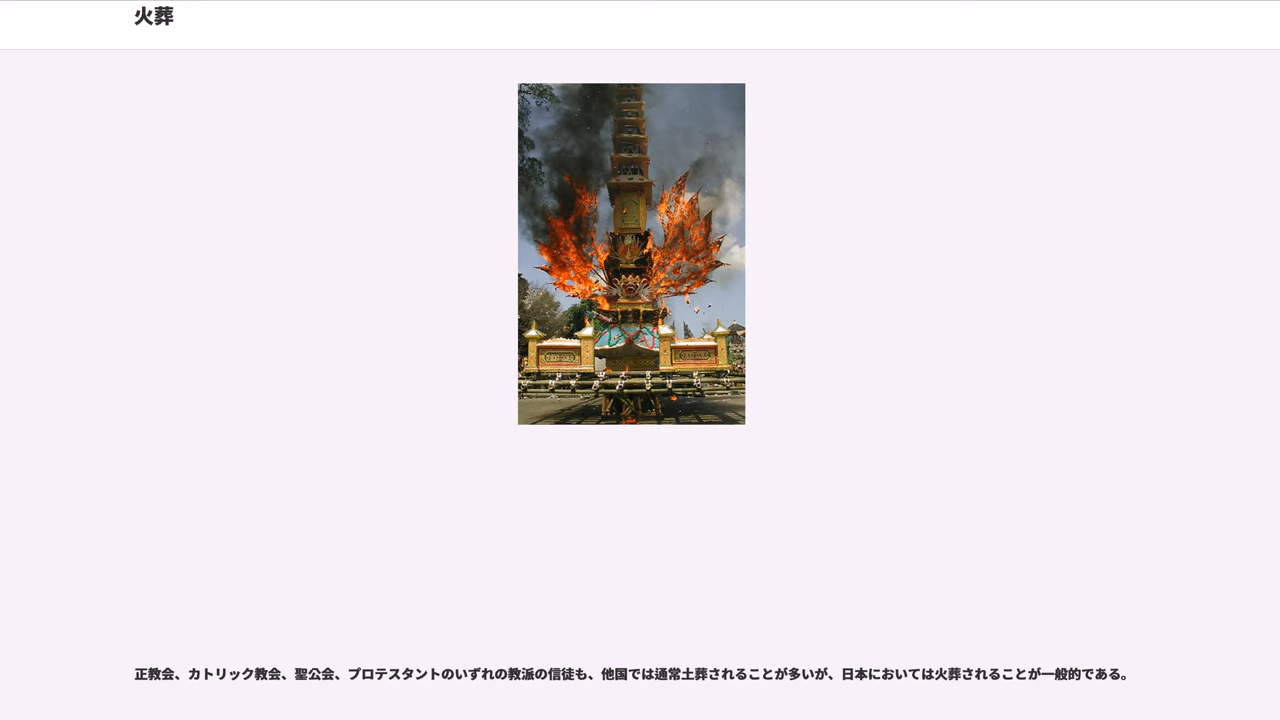 火葬
正教会、カトリック教会、聖公会、プロテスタントのいずれの教派の信徒も、他国では通常土葬されることが多いが、日本においては火葬されることが一般的である。